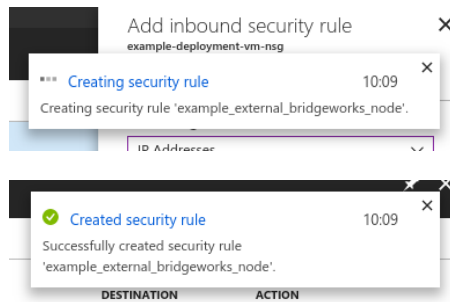 Add inbound security rule
example-deployment-vm-nsg
Creating security rule 10:09
Creating security rule 'example_external_bridgeworks_node'.
IP Addresses
Created security rule 10:09
Successfully created security rule
'example_external_bridgeworks_node'.
DESTINATION ACTION